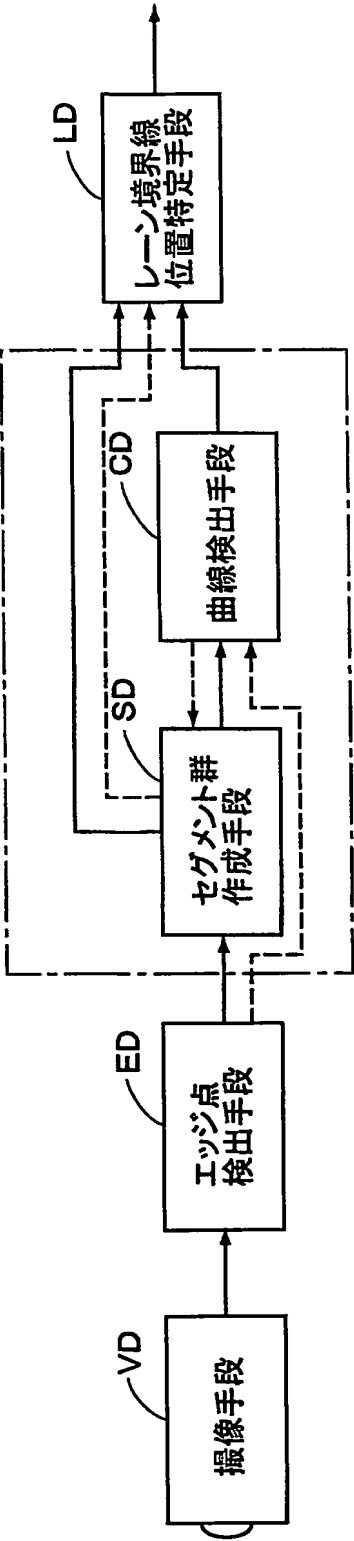 VD
撮像手段
ED
エッジ点
検出手段
SD
セグメント群
作成手段
CD
曲線検出手段
LD
レーン境界線
位置特定手段